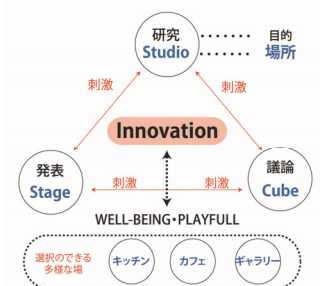 研究
Studio
目的
場所
刺激
刺激
Innovation
発表
Stage
刺激
刺激
議論
Cube
WELL-BEING・PLAYFULL
選択のできる
多様な場
キッチン
カフェ
ギャラリー